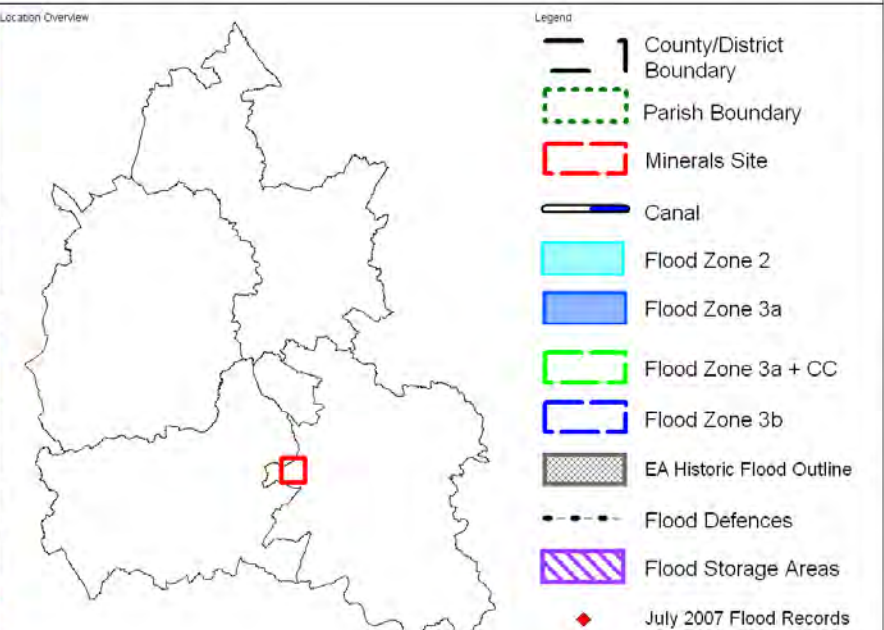 Location Overview
Legend
County/District
Boundary
Parish Boundary
Minerals Site
Canal
Flood Zone 2
Flood Zone 3a
Flood Zone 3a + CC
Flood Zone 3b
EA Historic Flood Outline
Flood Defences
Flood Storage Areas
July 2007 Flood Records